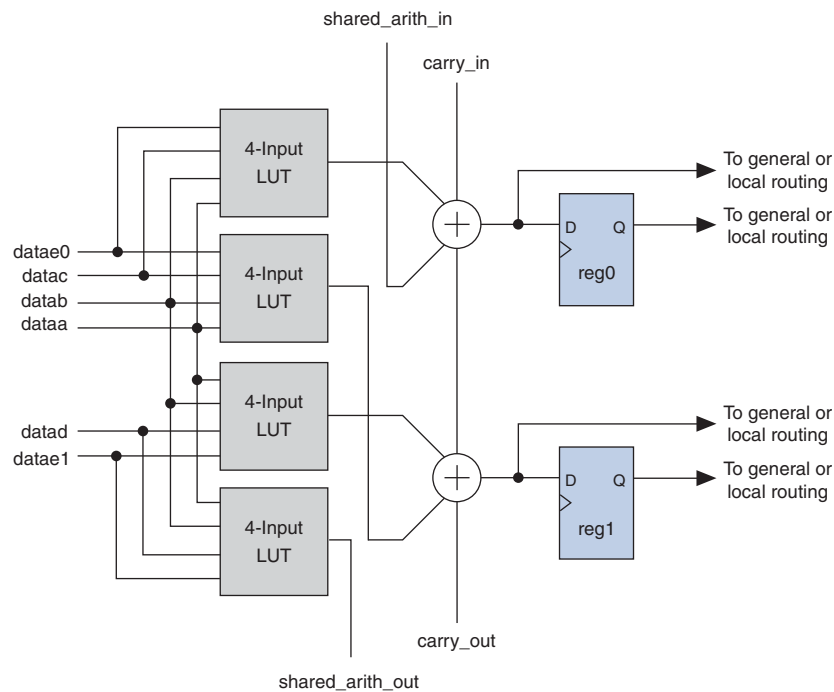 shared_arith_in
carry_in
4-Input
LUT
To general or
local routing
D Q
reg0
To general or
local routing
datae0
datac
datab
dataa
4-Input
LUT
4-Input
LUT
To general or
local routing
datad
datae1
D Q
reg1
To general or
local routing
4-Input
LUT
carry_out
shared_arith_out